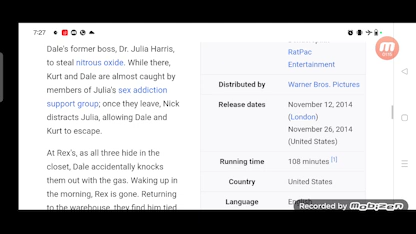 7:27
Dale's former boss, Dr. Julia Harris,
to steal nitrous oxide. While there,
Kurt and Dale are almost caught by
members of Julia's sex addiction
support group; once they leave, Nick
distracts Julia, allowing Dale and
Kurt to escape.
At Rex's, as all three hide in the
closet, Dale accidentally knocks
them out with the gas. Waking up in
the morning, Rex is gone. Returning
to the warehouse, they find him tied
RatPac
Entertainment
Distributed by Warner Bros. Pictures
Release dates November 12, 2014
(London)
November 26, 2014
(United States)
Running time 108 minutes [1]
Country United States
Language English
Recorded by Mobizen